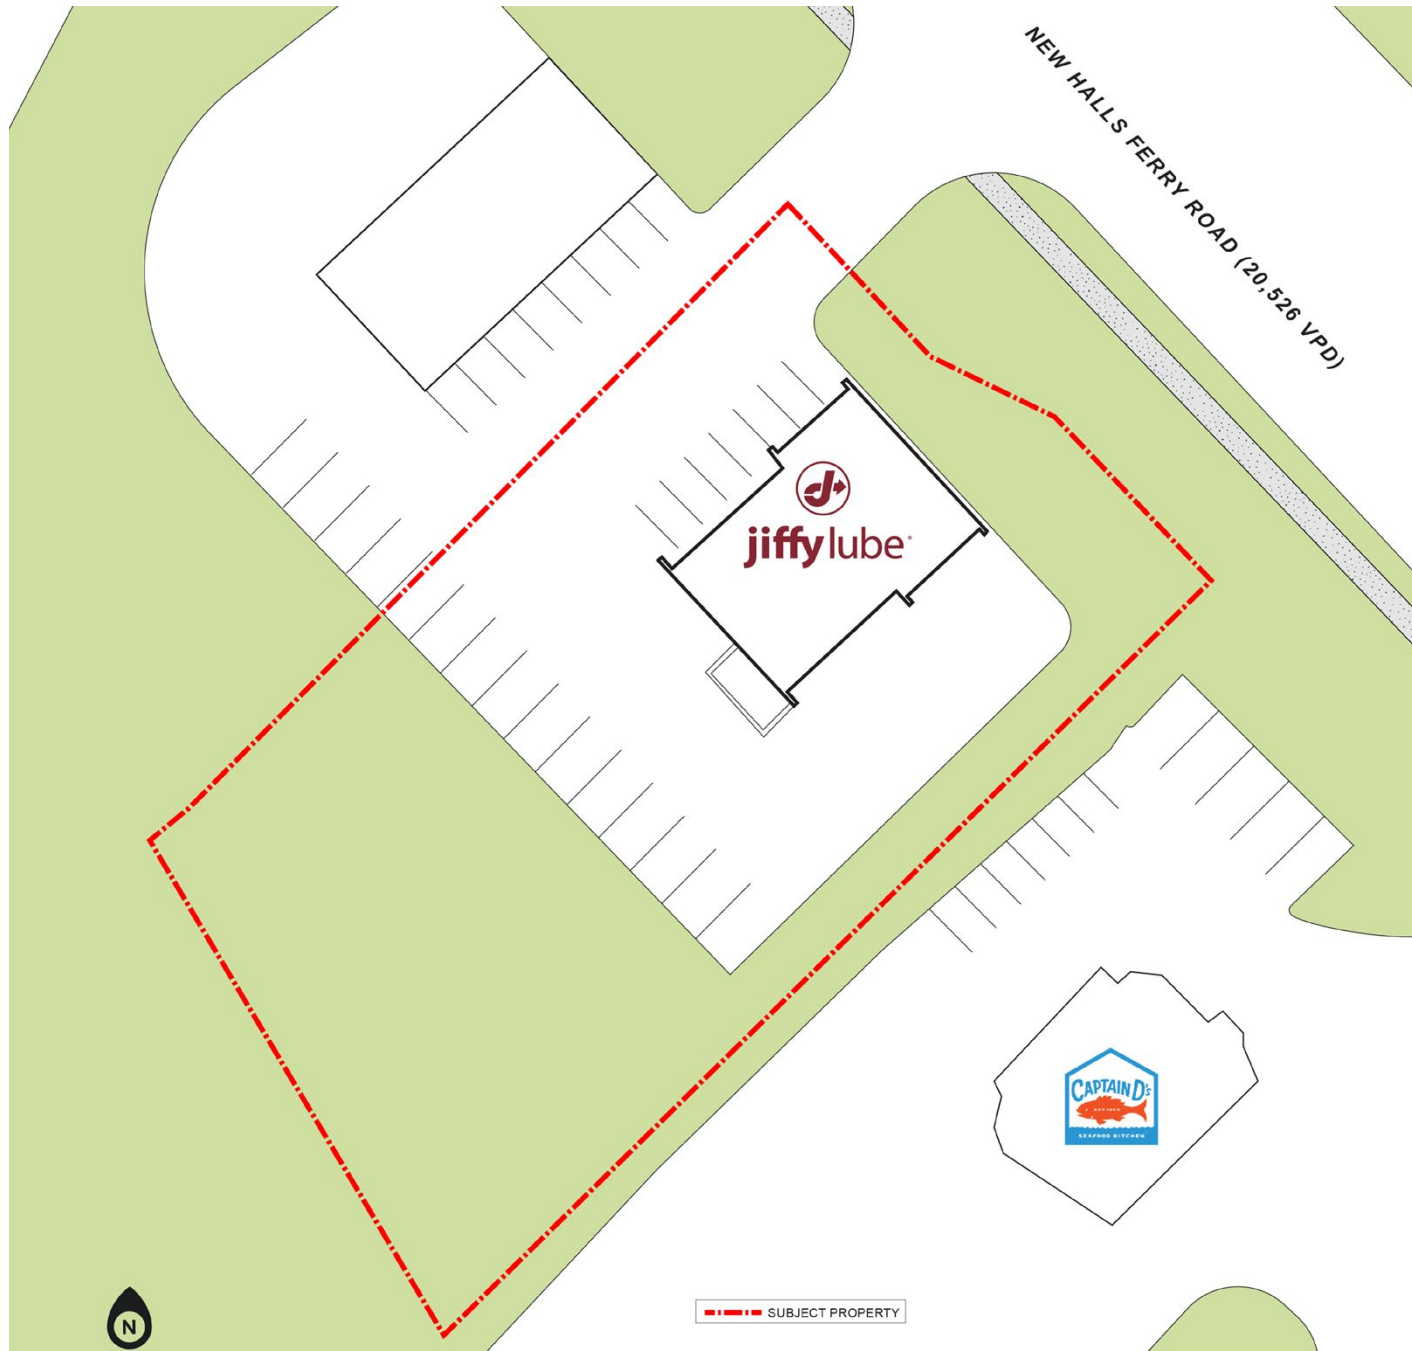 NEW HALLS FERRY ROAD (20,526 VPD)
jiffy lube
CAPTAIN D's
SEAFOOD KITCHEN
N
SUBJECT PROPERTY